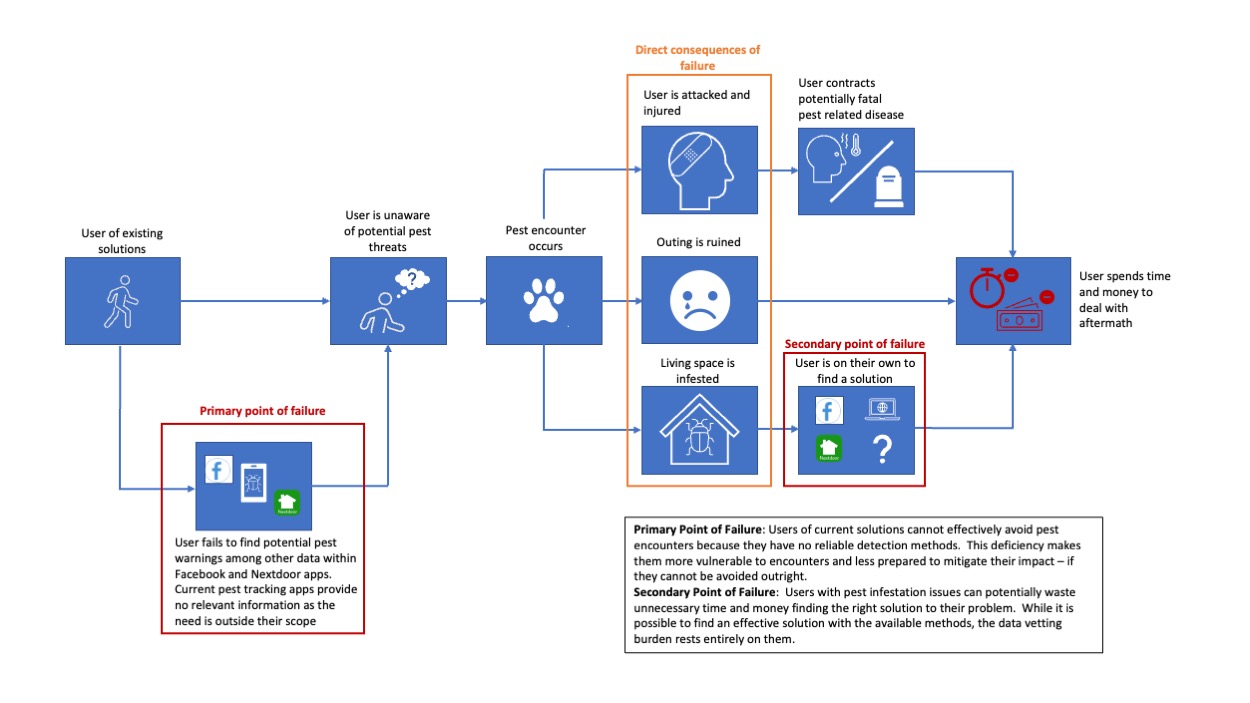 Direct consequences of
failure
User is attacked and
injured
User contracts
potentially fatal
pest related disease
User of existing
solutions
User is unaware
of potential pest
threats
?
Pest encounter
occurs
Outing is ruined
User spends time
and money to
deal with
aftermath
Living space is
infested
Secondary point of failure
User is on their own to
find a solution
f
Nextdoor
?
Primary point of failure
f
Nextdoor
User fails to find potential pest
warnings among other data within
Facebook and Nextdoor apps.
Current pest tracking apps provide
no relevant information as the
need is outside their scope
Primary Point of Failure: Users of current solutions cannot effectively avoid pest
encounters because they have no reliable detection methods. This deficiency makes
them more vulnerable to encounters and less prepared to mitigate their impact – if
they cannot be avoided outright.
Secondary Point of Failure: Users with pest infestation issues can potentially waste
unnecessary time and money finding the right solution to their problem. While it is
possible to find an effective solution with the available methods, the data vetting
burden rests entirely on them.